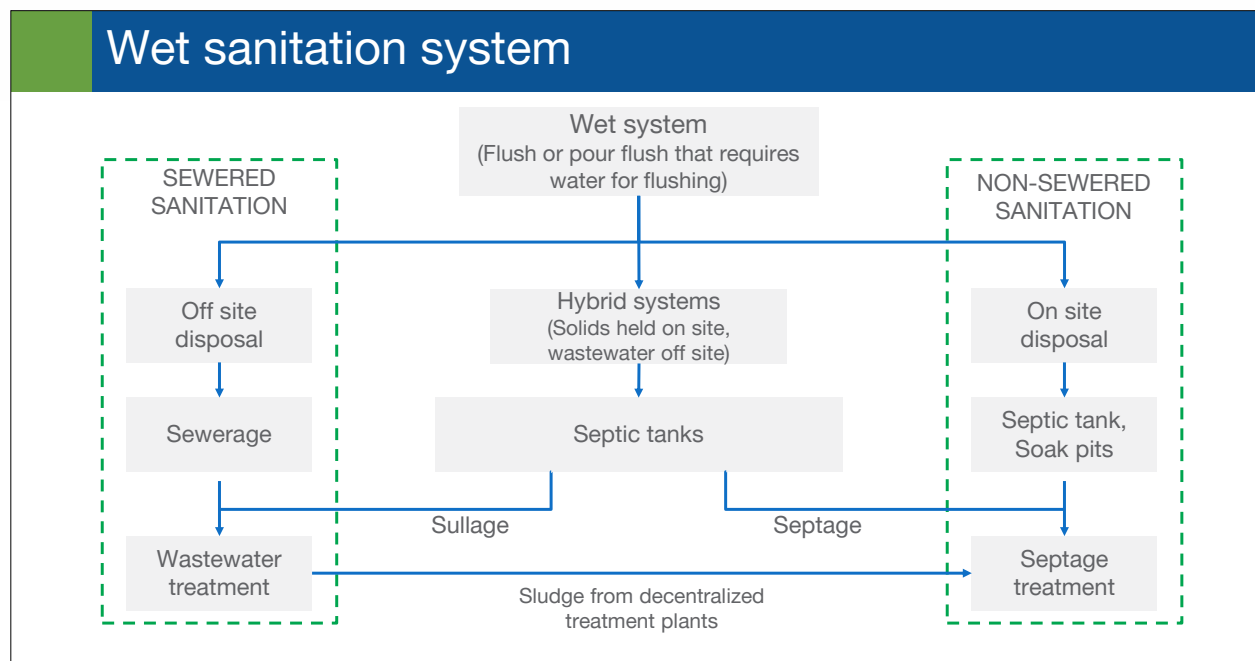 Wet sanitation system
Wet system
(Flush or pour flush that requires
water for flushing)
SEWERED
SANITATION
NON-SEWERED
SANITATION
Off site
disposal
Hybrid systems
(Solids held on site,
wastewater off site)
On site
disposal
Sewerage
Septic tanks
Septic tank,
Soak pits
Sullage
Septage
Wastewater
treatment
Sludge from decentralized
treatment plants
Septage
treatment